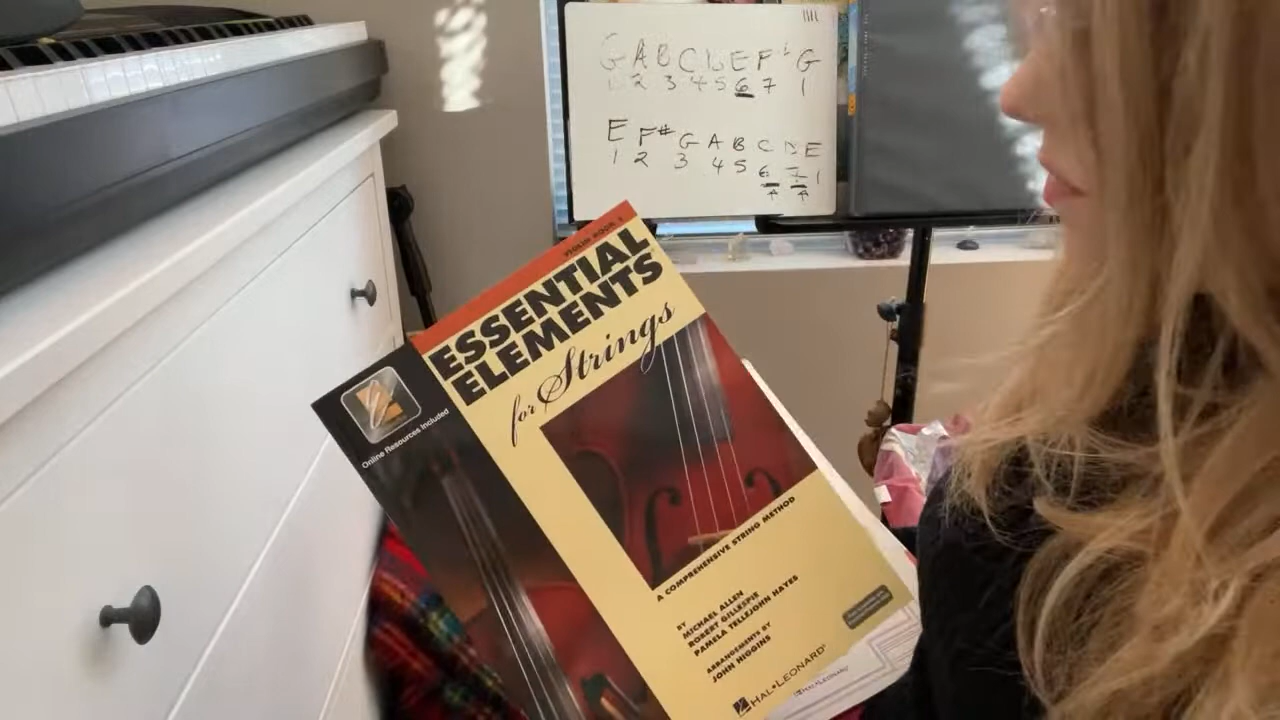 G A B C D E F G
1 2 3 4 5 6 7 1
E F# G A B C D E
1 2 3 4 5 6 7 1
VIOLIN BOOK 1
ESSENTIAL
ELEMENTS
for Strings
Online Resources Included
A COMPREHENSIVE STRING METHOD
BY
MICHAEL ALLEN
ROBERT GILLESPIE
PAMELA TELLEJOHN HAYES
ARRANGEMENTS BY
JOHN HIGGINS
HAL•LEONARD®
HAL•LEONARD®